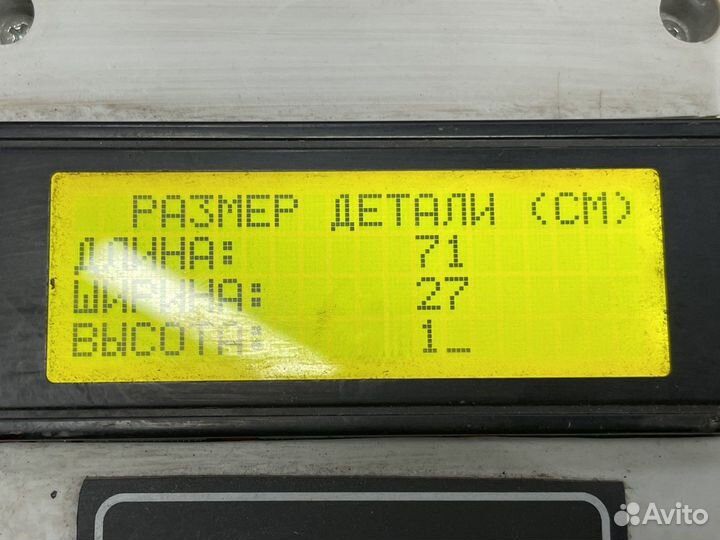 РАЗМЕР ДЕТАЛИ (СМ)
ДЛИНА: 71
ШИРИНА: 27
ВЫСОТА: 1_
Avito